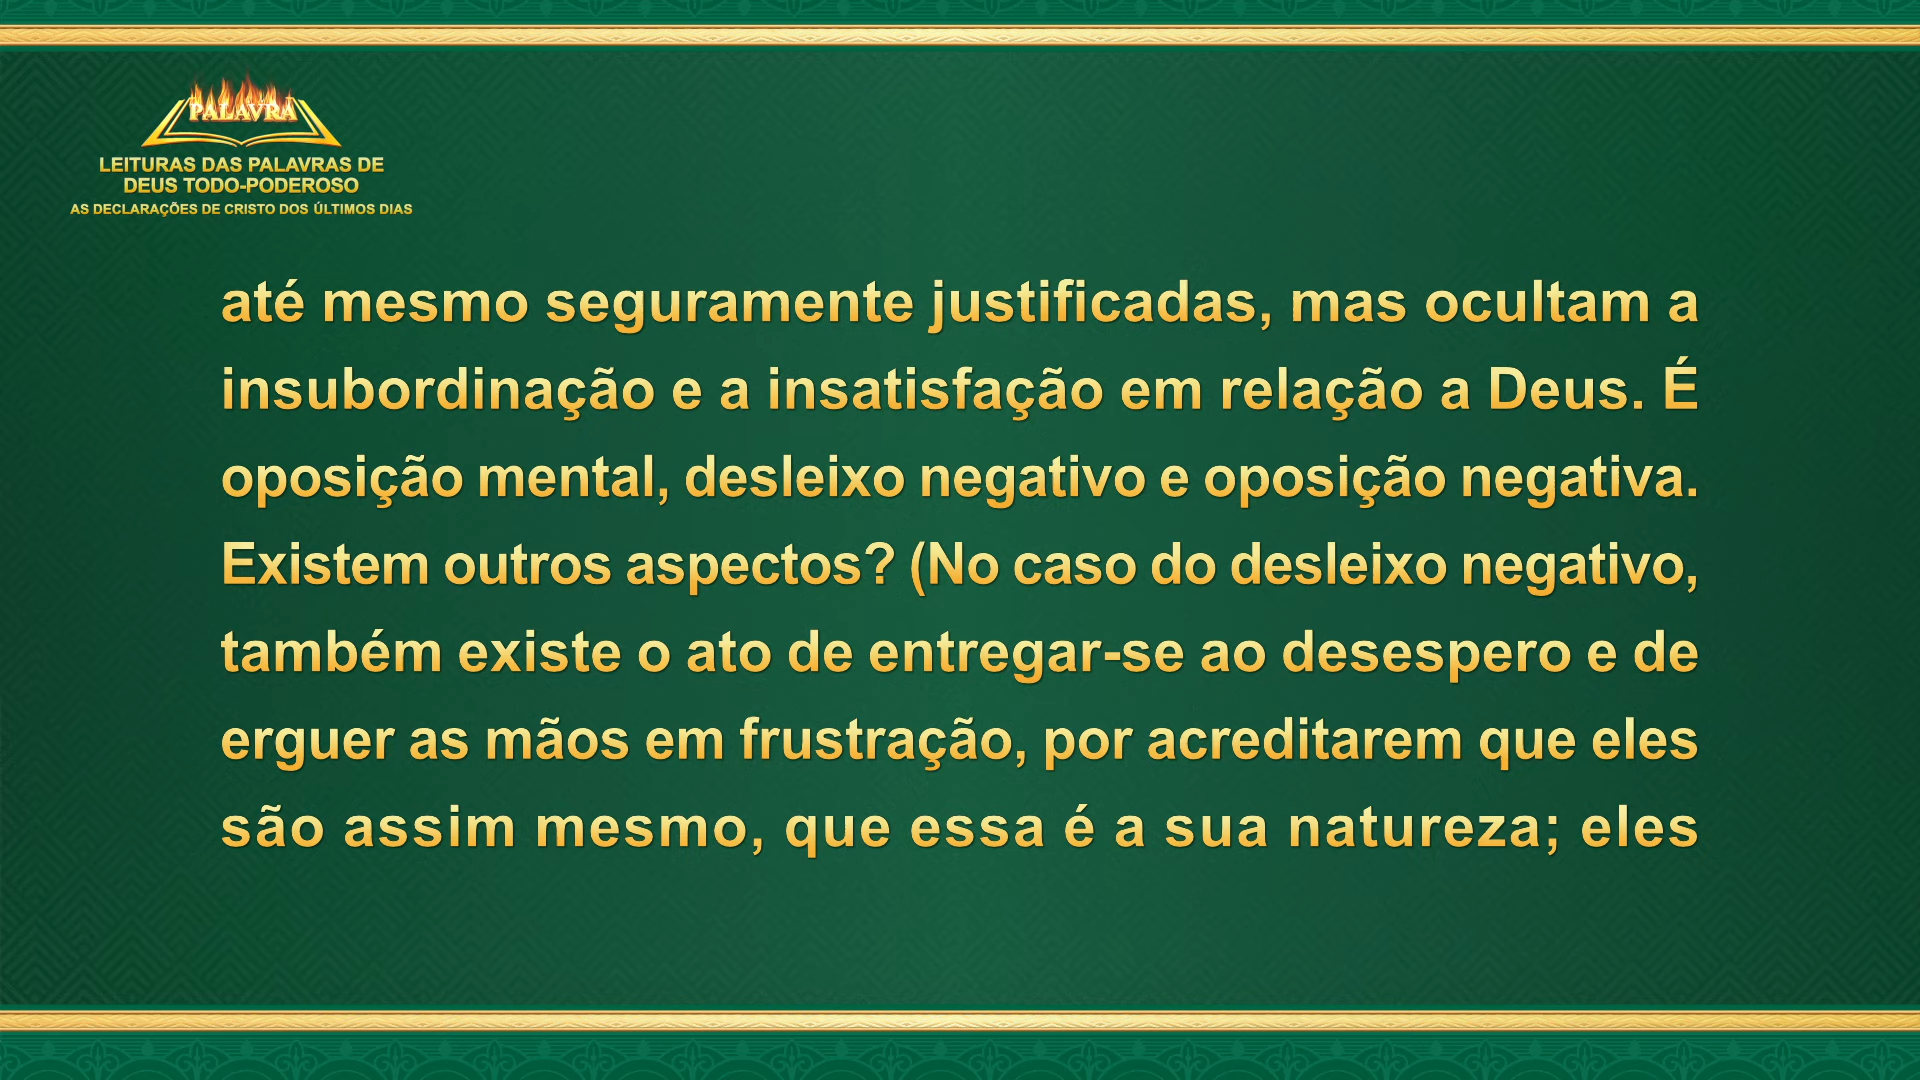 PALAVRA
LEITURAS DAS PALAVRAS DE
DEUS TODO-PODEROSO
AS DECLARAÇÕES DE CRISTO DOS ÚLTIMOS DIAS
até mesmo seguramente justificadas, mas ocultam a
insubordinação e a insatisfação em relação a Deus. É
oposição mental, desleixo negativo e oposição negativa.
Existem outros aspectos? (No caso do desleixo negativo,
também existe o ato de entregar-se ao desespero e de
erguer as mãos em frustração, por acreditarem que eles
são assim mesmo, que essa é a sua natureza; eles